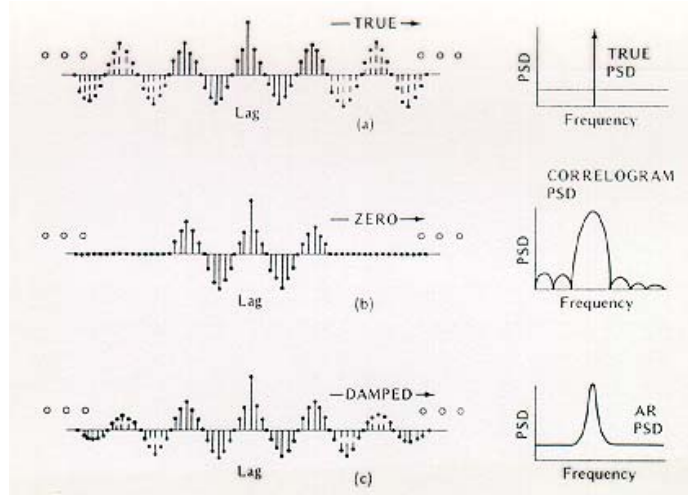 TRUE
PSD
TRUE
PSD
Lag
(a)
Frequency
CORRELOGRAM
PSD
ZERO
PSD
Lag
(b)
Frequency
DAMPED
PSD
AR
PSD
Lag
(c)
Frequency